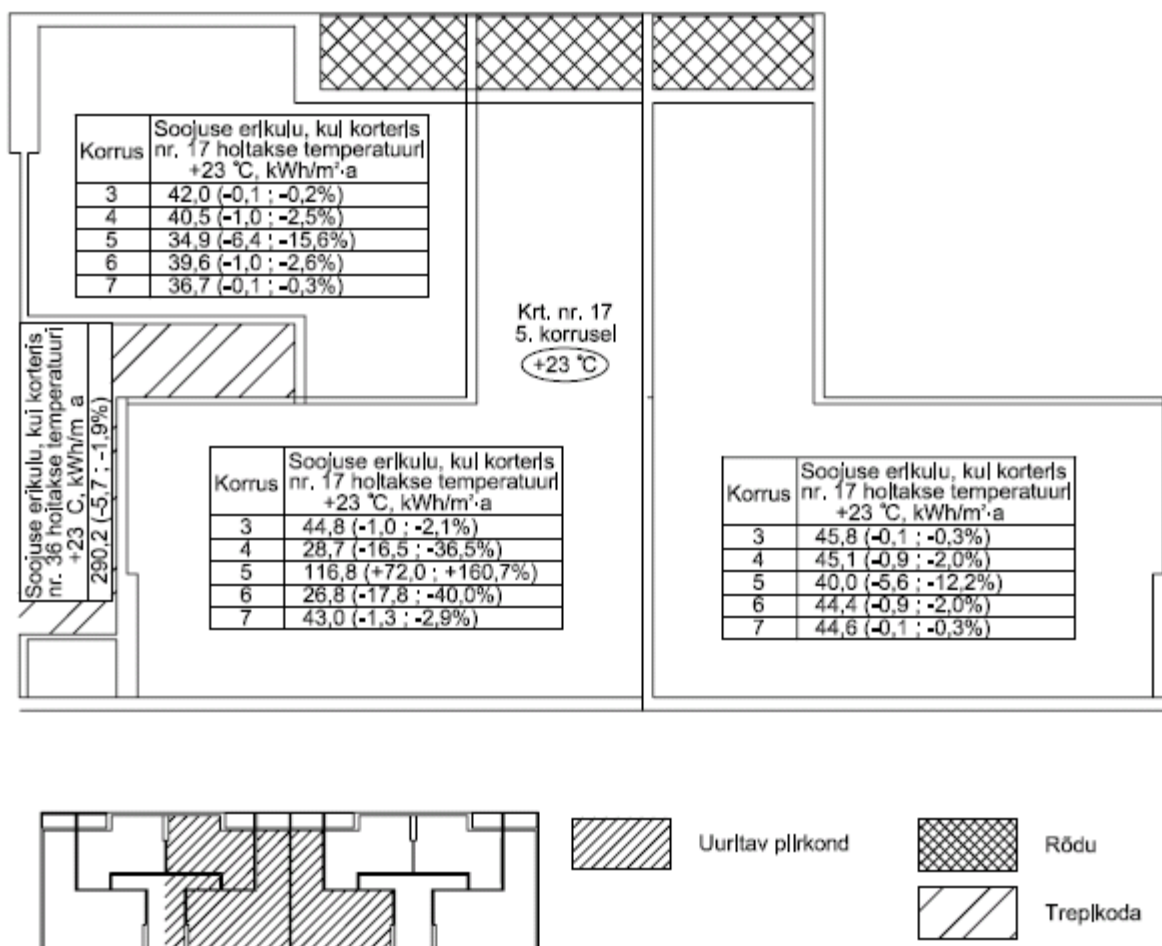 Korrus
Soojuse erikulu, kui korteris
nr. 17 hoitakse temperatuuri
+23 °C, kWh/m²·a
3 42,0 (-0,1 ; -0,2%)
4 40,5 (-1,0 ; -2,5%)
5 34,9 (-6,4 ; -15,6%)
6 39,6 (-1,0 ; -2,6%)
7 36,7 (-0,1 ; -0,3%)
Krt. nr. 17
5. korrusel
+23 °C
Soojuse erikulu, kui korteris
nr. 36 hoitakse temperatuuri
+23 C, kWh/m a
290,2 (-5,7 ; -1,9%)
Korrus
Soojuse erikulu, kui korteris
nr. 17 hoitakse temperatuuri
+23 °C, kWh/m²·a
3 44,8 (-1,0 ; -2,1%)
4 28,7 (-16,5 ; -36,5%)
5 116,8 (+72,0 ; +160,7%)
6 26,8 (-17,8 ; -40,0%)
7 43,0 (-1,3 ; -2,9%)
Korrus
Soojuse erikulu, kui korteris
nr. 17 hoitakse temperatuuri
+23 °C, kWh/m²·a
3 45,8 (-0,1 ; -0,3%)
4 45,1 (-0,9 ; -2,0%)
5 40,0 (-5,6 ; -12,2%)
6 44,4 (-0,9 ; -2,0%)
7 44,6 (-0,1 ; -0,3%)
Uuritav piirkond
Rõdu
Trepikoda